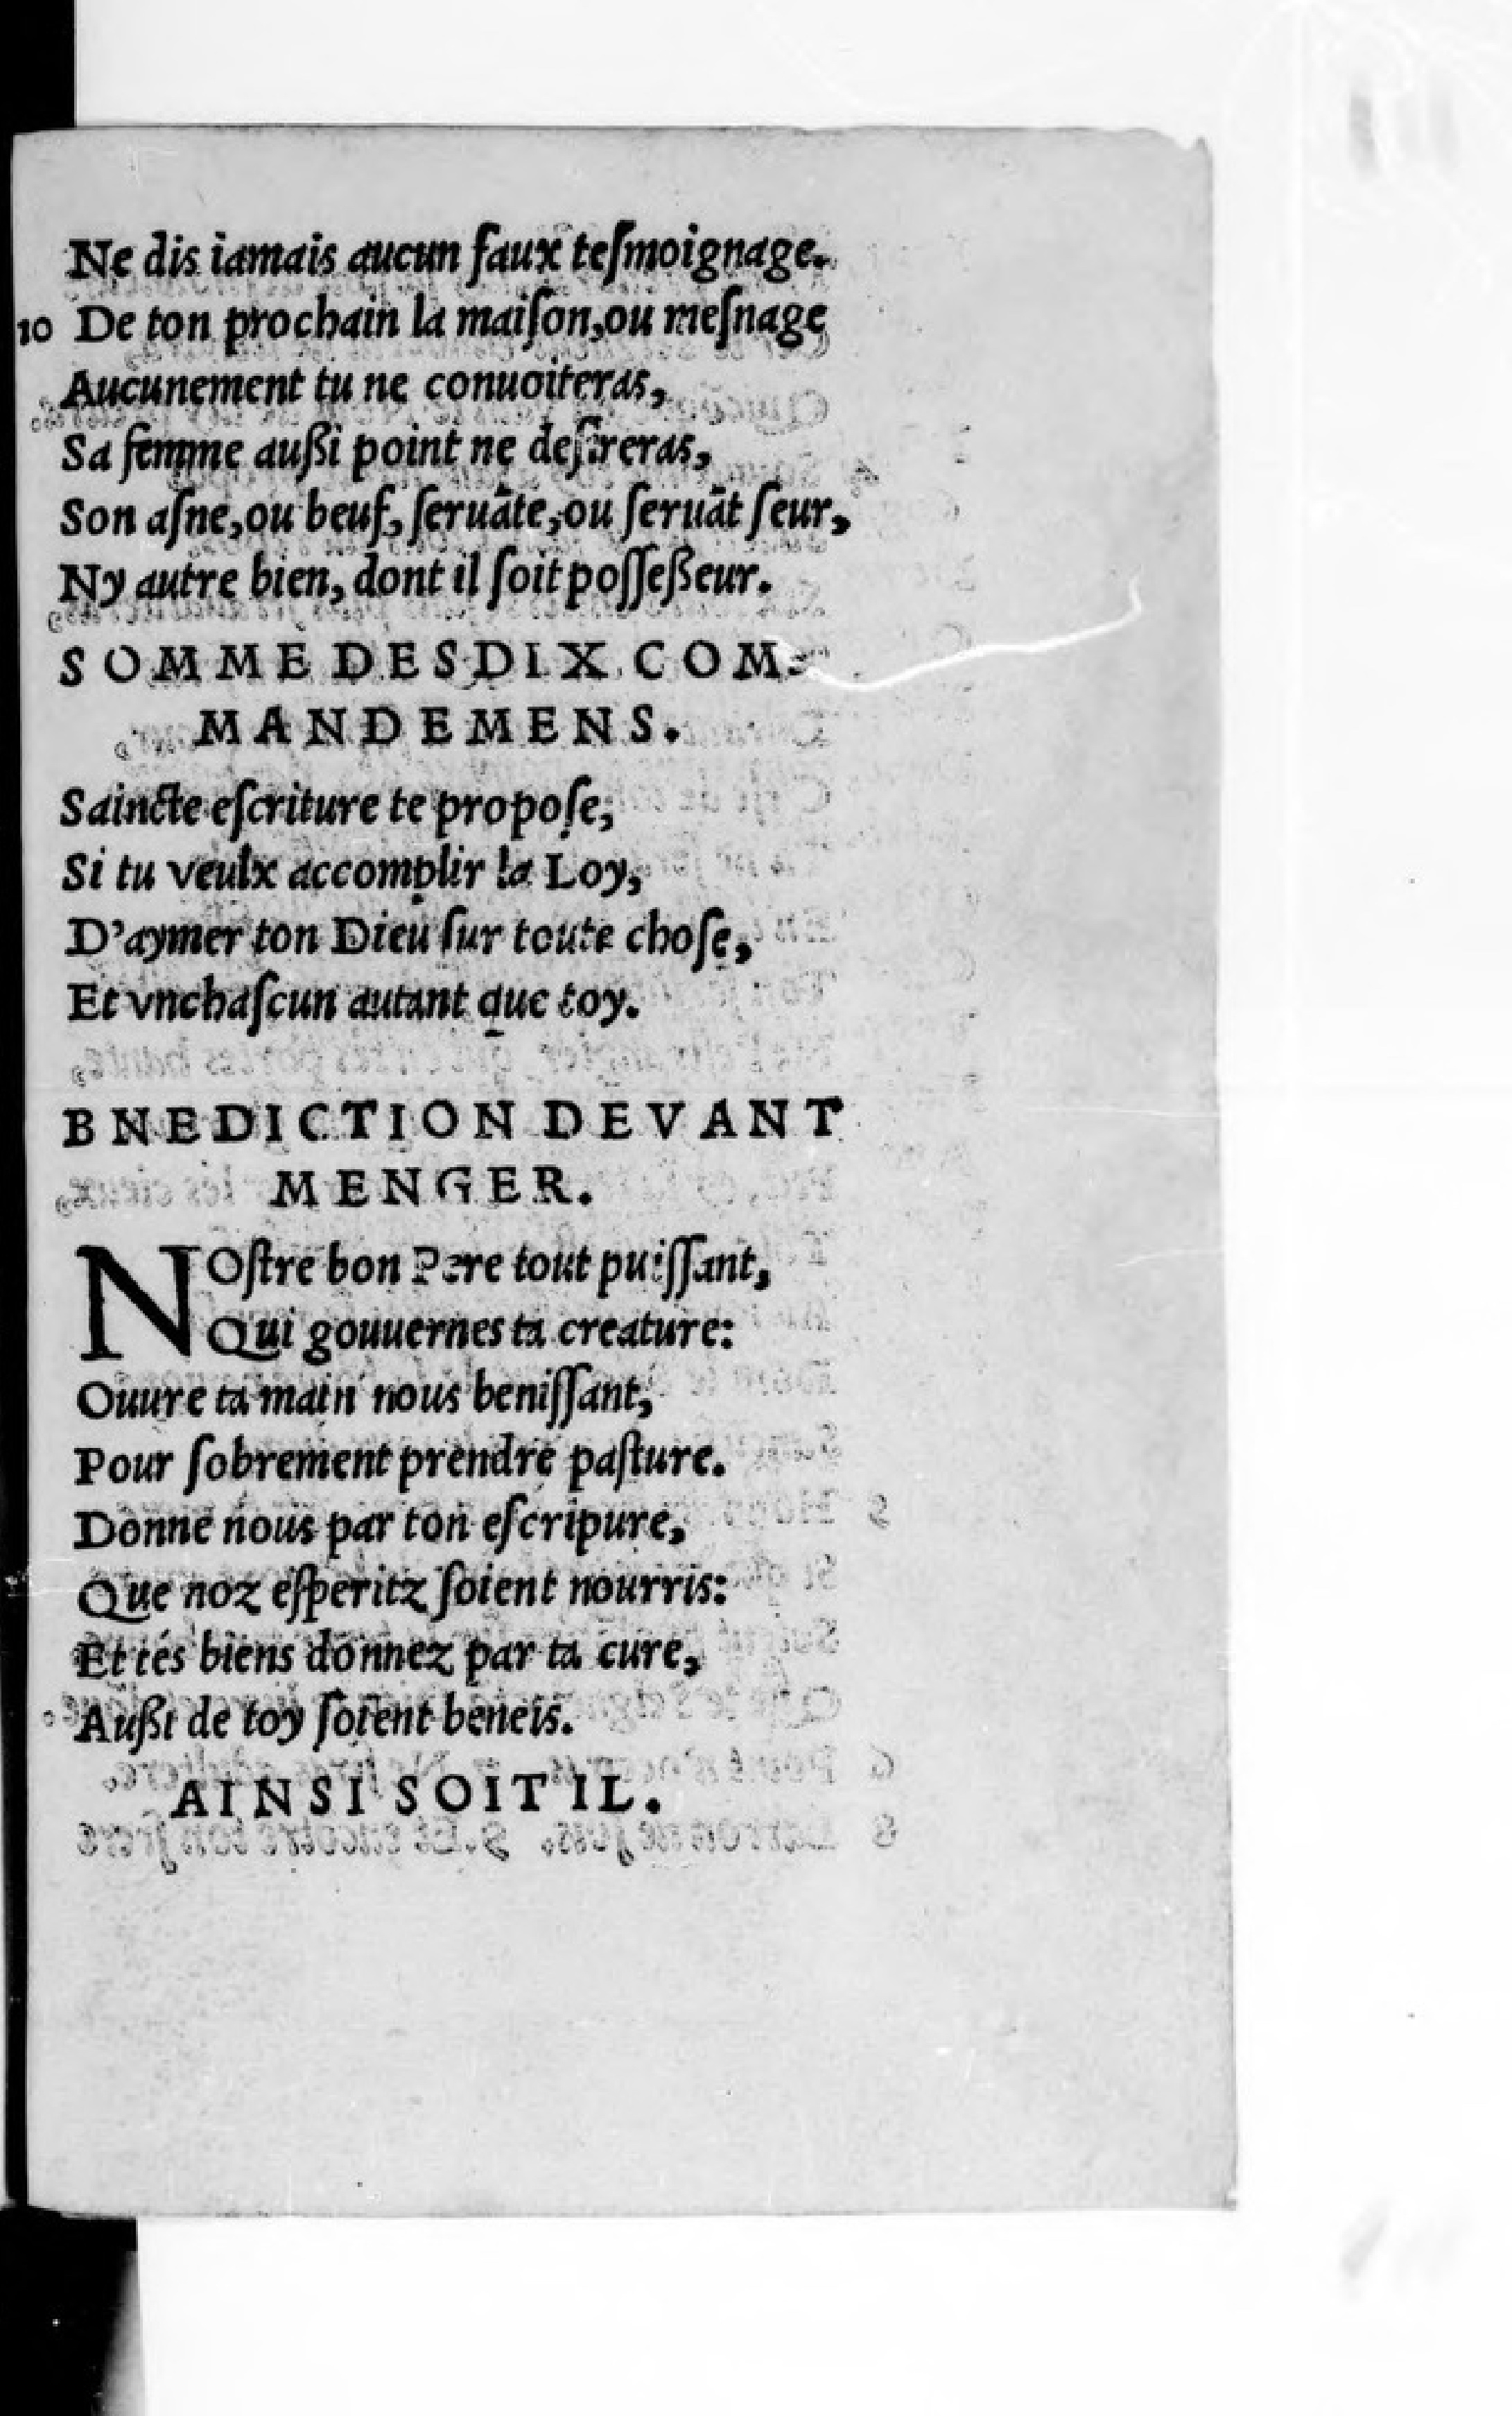 Ne dis iamais aucun faux teſmoignage.
10 De ton prochain la maiſon,ou meſnage
Aucunement tu ne conuoiteras,
Sa femme außi point ne deſireras,
Son aſne,ou beuf, ſeruāte,ou ſeruāt ſeur,
Ny autre bien, dont il ſoit poſſeßeur.
SOMME DES DIX COM-
MANDEMENS.
Saincte eſcriture te propoſe,
Si tu veulx accomplir la Loy,
D'aymer ton Dieu ſur toute choſe,
Et vnchaſcun autant que toy.
BNEDICTION DEVANT
MENGER.
NOſtre bon Pere tout puiſſant,
Qui gouuernes ta creature:
Ouure ta main nous beniſſant,
Pour ſobrement prendre paſture.
Donne nous par ton eſcripure,
Que noz eſperitz ſoient nourris:
Et tés biens donnez par ta cure,
Außi de toy ſoient beneis.
AINSI SOIT IL.